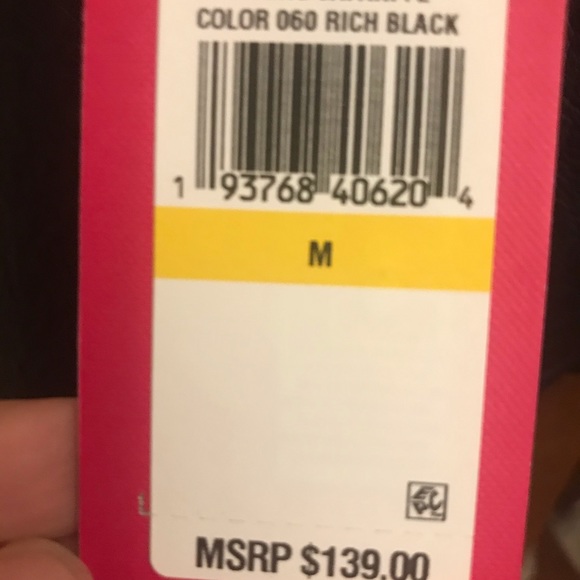 COLOR 060 RICH BLACK
1 93768 40620 4
M
MSRP $139.00